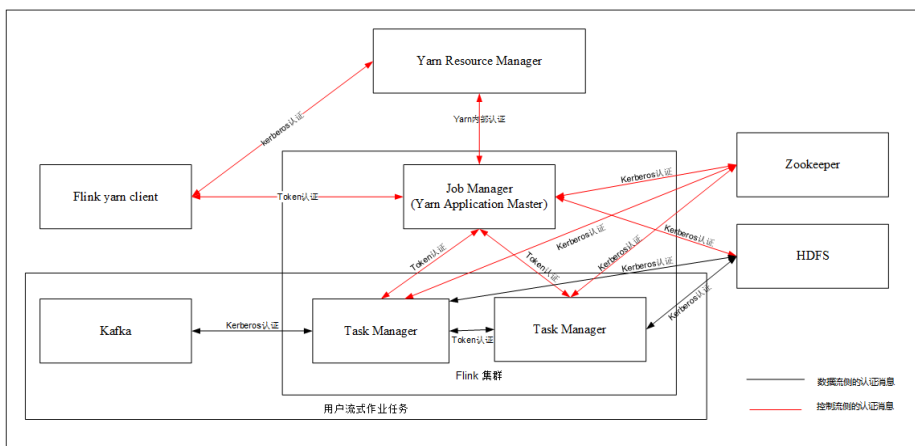 Yarn Resource Manager
kerberos认证
Yarn内部认证
Flink yarn client
Token认证
Job Manager
(Yarn Application Master)
Kerberos认证
Zookeeper
Kerberos认证
Kerberos认证
Kerberos认证
HDFS
Token认证
Token认证
Kerberos认证
Kerberos认证
Kafka
Kerberos认证
Task Manager
Token认证
Task Manager
Flink 集群
用户流式作业任务
数据流侧的认证消息
控制流侧的认证消息